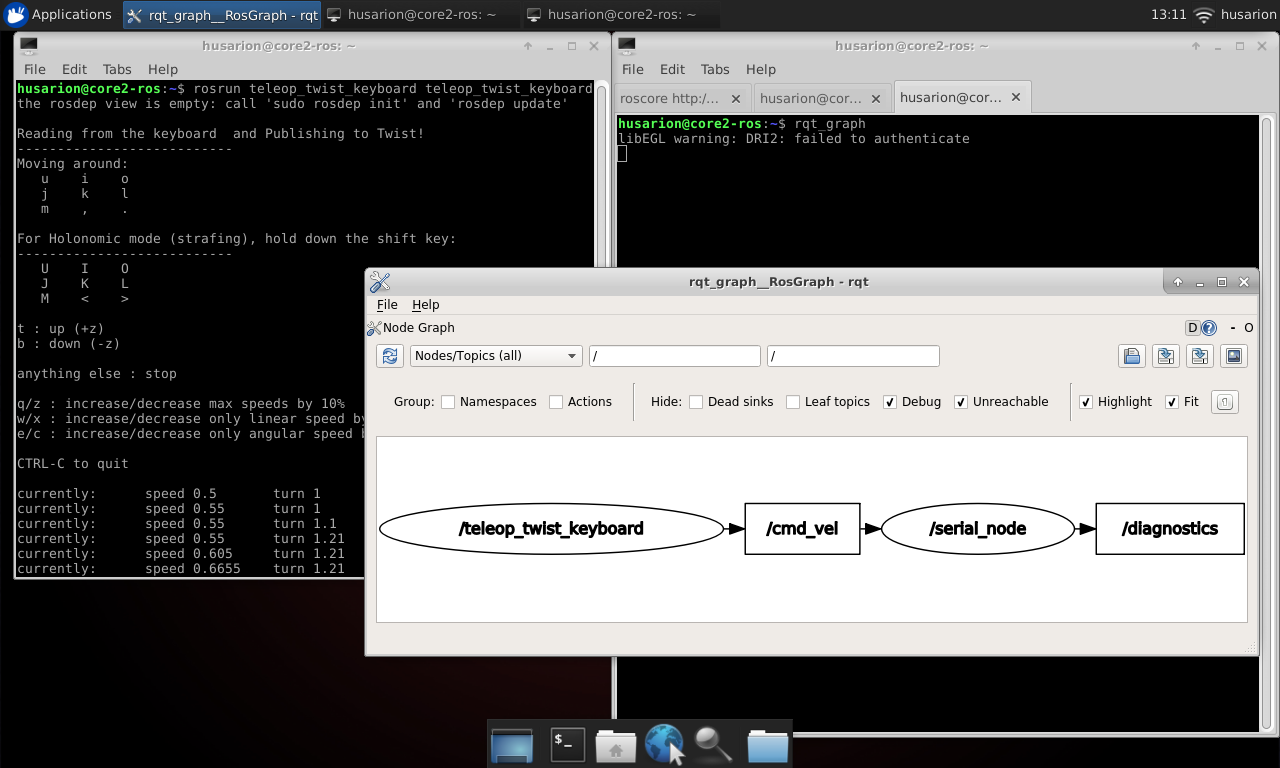 Applications rqt_graph__RosGraph - rqt husarion@core2-ros: ~ husarion@core2-ros: ~ 13:11 husarion
husarion@core2-ros: ~
File Edit Tabs Help
husarion@core2-ros:~$ rosrun teleop_twist_keyboard teleop_twist_keyboard
the rosdep view is empty: call 'sudo rosdep init' and 'rosdep update'
Reading from the keyboard  and Publishing to Twist!
---------------------------
Moving around:
u i o
j k l
m , .
For Holonomic mode (strafing), hold down the shift key:
---------------------------
U I O
J K L
M < >
t : up (+z)
b : down (-z)
anything else : stop
q/z : increase/decrease max speeds by 10%
w/x : increase/decrease only linear speed by
e/c : increase/decrease only angular speed
CTRL-C to quit
currently: speed 0.5 turn 1
currently: speed 0.55 turn 1
currently: speed 0.55 turn 1.1
currently: speed 0.55 turn 1.21
currently: speed 0.605 turn 1.21
currently: speed 0.6655 turn 1.21
husarion@core2-ros: ~
File Edit Tabs Help
roscore http:/... husarion@cor... husarion@cor...
husarion@core2-ros:~$ rqt_graph
libEGL warning: DRI2: failed to authenticate
rqt_graph__RosGraph - rqt
File Help
Node Graph D ? - O
Nodes/Topics (all) / /
Group: Namespaces Actions Hide: Dead sinks Leaf topics Debug Unreachable Highlight Fit
/teleop_twist_keyboard /cmd_vel /serial_node /diagnostics
$_